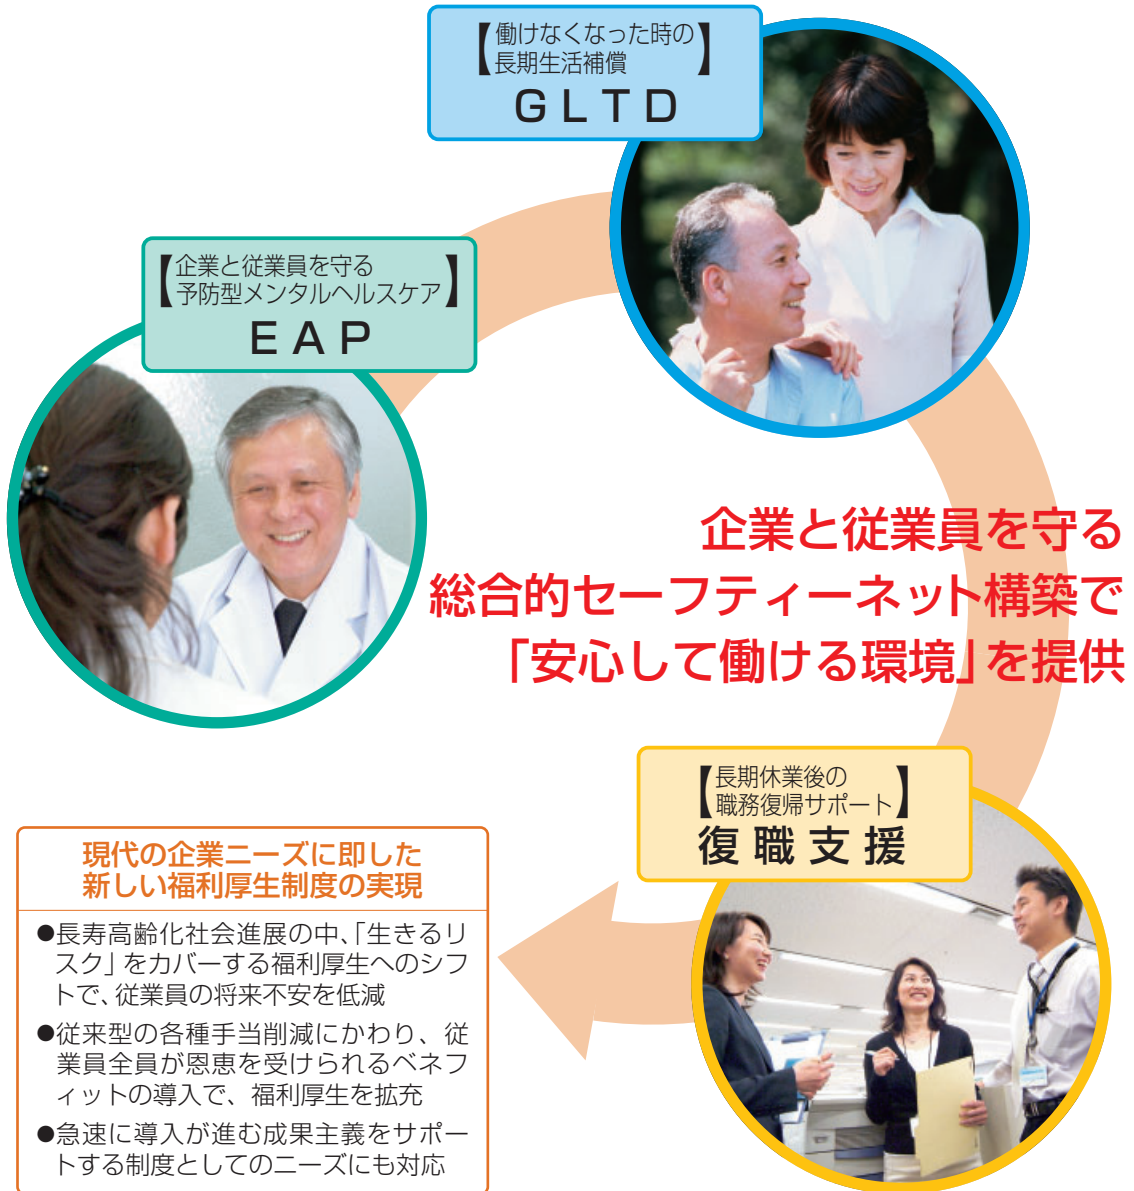 【働けなくなった時の
長期生活補償】
GLTD
【企業と従業員を守る
予防型メンタルヘルスケア】
EAP
企業と従業員を守る
総合的セーフティーネット構築で
「安心して働ける環境」を提供
【長期休業後の
職務復帰サポート】
復職支援
現代の企業ニーズに即した
新しい福利厚生制度の実現
●長寿高齢化社会進展の中、「生きるリ
スク」をカバーする福利厚生へのシフ
トで、従業員の将来不安を低減
●従来型の各種手当削減にかわり、従
業員全員が恩恵を受けられるベネフ
ィットの導入で、福利厚生を拡充
●急速に導入が進む成果主義をサポー
トする制度としてのニーズにも対応